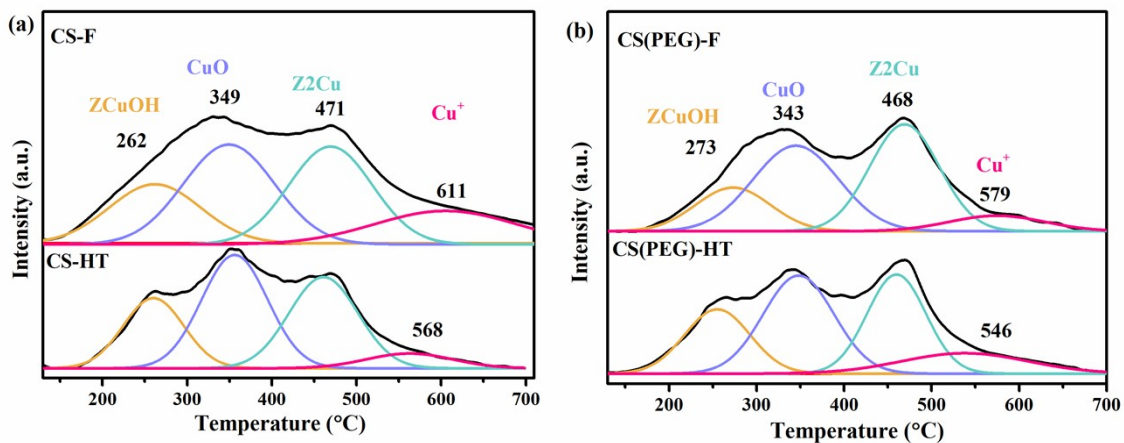 (a)
CS-F
ZCuOH
262
CuO
349
Z2Cu
471
Cu⁺
611
CS-HT
568
Intensity (a.u.)
200 300 400 500 600 700
Temperature (°C)
(b)
CS(PEG)-F
ZCuOH
273
CuO
343
Z2Cu
468
Cu⁺
579
CS(PEG)-HT
546
Intensity (a.u.)
200 300 400 500 600 700
Temperature (°C)